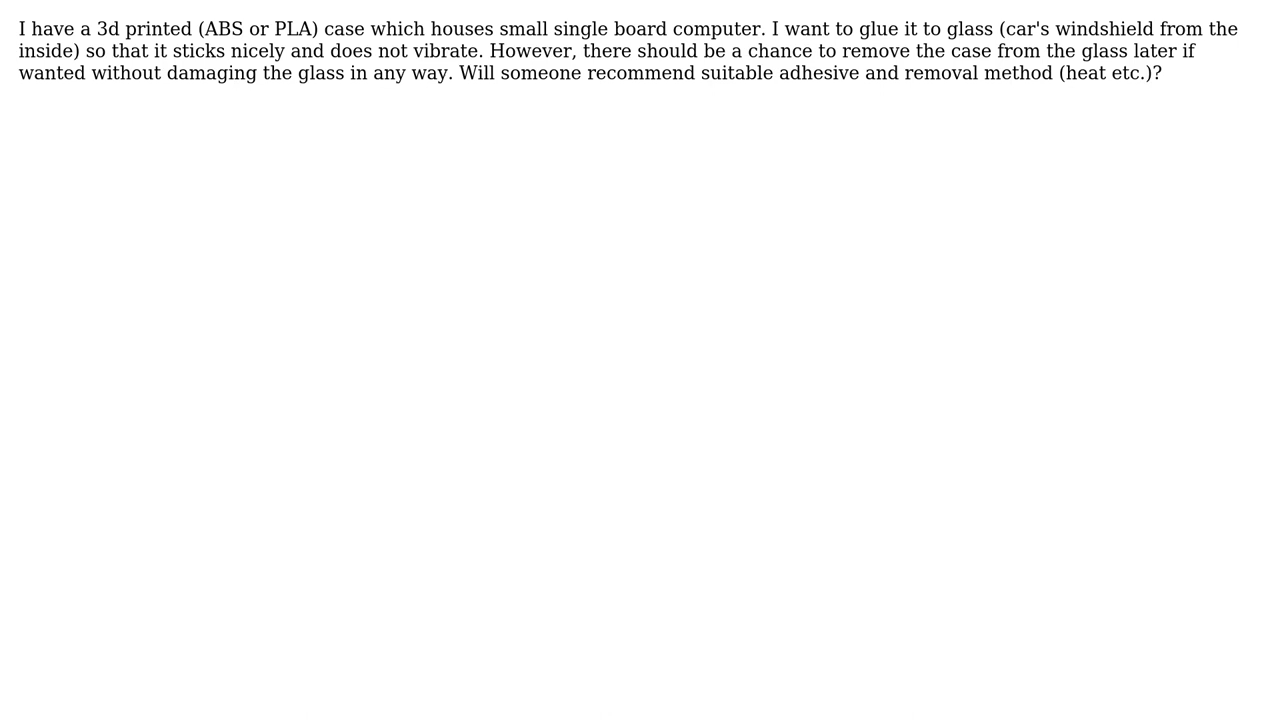 I have a 3d printed (ABS or PLA) case which houses small single board computer. I want to glue it to glass (car's windshield from the
inside) so that it sticks nicely and does not vibrate. However, there should be a chance to remove the case from the glass later if
wanted without damaging the glass in any way. Will someone recommend suitable adhesive and removal method (heat etc.)?